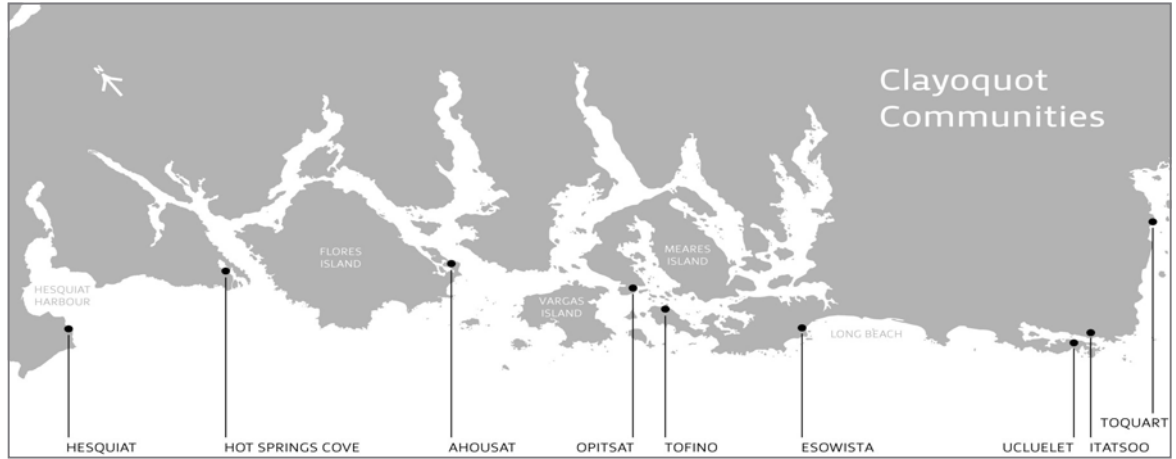 N
Clayoquot
Communities
FLORES
ISLAND
MEARES
ISLAND
HESQUIAT
HARBOUR
VARGAS
ISLAND
LONG BEACH
TOQUART
HESQUIAT
HOT SPRINGS COVE
AHOUSAT
OPITSAT
TOFINO
ESOWISTA
UCLUELET
ITATSOO